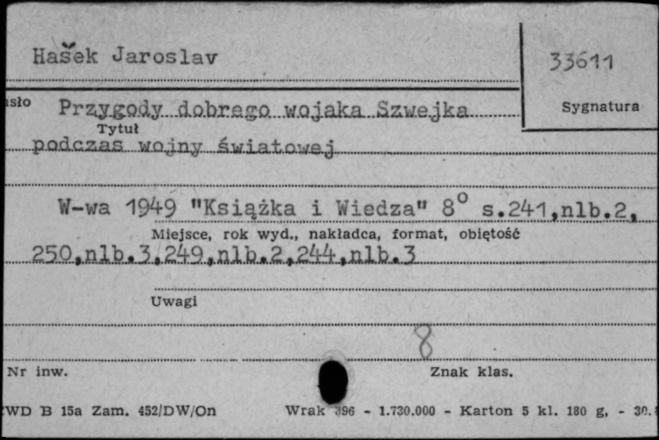 Hašek Jaroslav
33611
Przygody dobrego wojaka Szwejka
Sygnatura
Tytuł
podczas wojny światowej
W-wa 1949 "Książka i Wiedza" 8° s.241,nlb.2,
Miejsce, rok wyd., nakładca, format, objętość
250,nlb.3,249,nlb.2,244,nlb.3
Uwagi
8
Nr inw.
Znak klas.
WD B 15a Zam. 452/DW/On Wrak 396 - 1.730.000 - Karton 5 kl. 180 g, - 30.